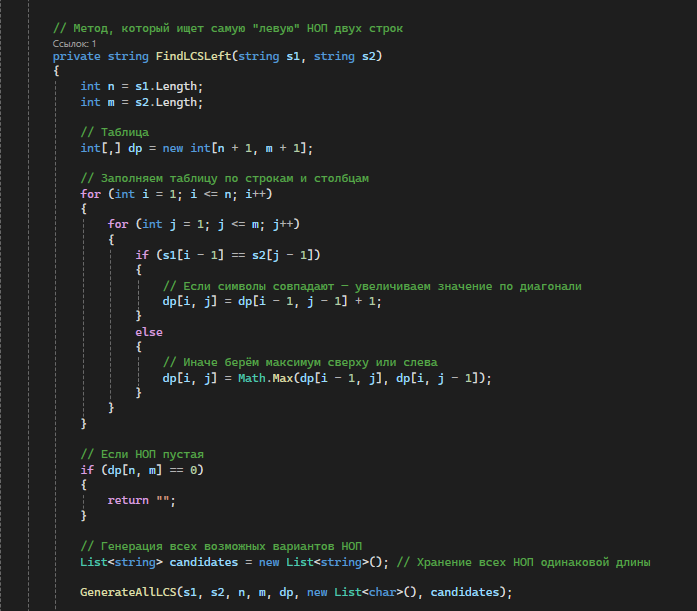 // Метод, который ищет самую "левую" НОП двух строк
Ссылок: 1
private string FindLCSLeft(string s1, string s2)
{
int n = s1.Length;
int m = s2.Length;
// Таблица
int[,] dp = new int[n + 1, m + 1];
// Заполняем таблицу по строкам и столбцам
for (int i = 1; i <= n; i++)
{
for (int j = 1; j <= m; j++)
{
if (s1[i - 1] == s2[j - 1])
{
// Если символы совпадают — увеличиваем значение по диагонали
dp[i, j] = dp[i - 1, j - 1] + 1;
}
else
{
// Иначе берём максимум сверху или слева
dp[i, j] = Math.Max(dp[i - 1, j], dp[i, j - 1]);
}
}
}
// Если НОП пустая
if (dp[n, m] == 0)
{
return "";
}
// Генерация всех возможных вариантов НОП
List<string> candidates = new List<string>(); // Хранение всех НОП одинаковой длины
GenerateAllLCS(s1, s2, n, m, dp, new List<char>(), candidates);